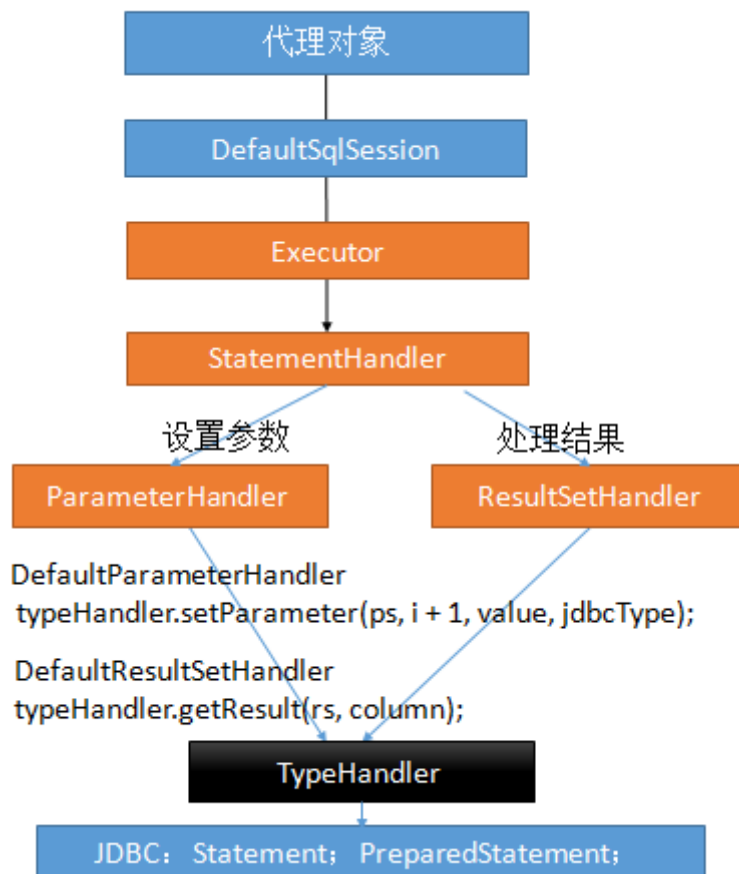 代理对象
DefaultSqlSession
Executor
StatementHandler
设置参数
处理结果
ParameterHandler
ResultSetHandler
DefaultParameterHandler
typeHandler.setParameter(ps, i + 1, value, jdbcType);
DefaultResultSetHandler
typeHandler.getResult(rs, column);
TypeHandler
JDBC：Statement；PreparedStatement；